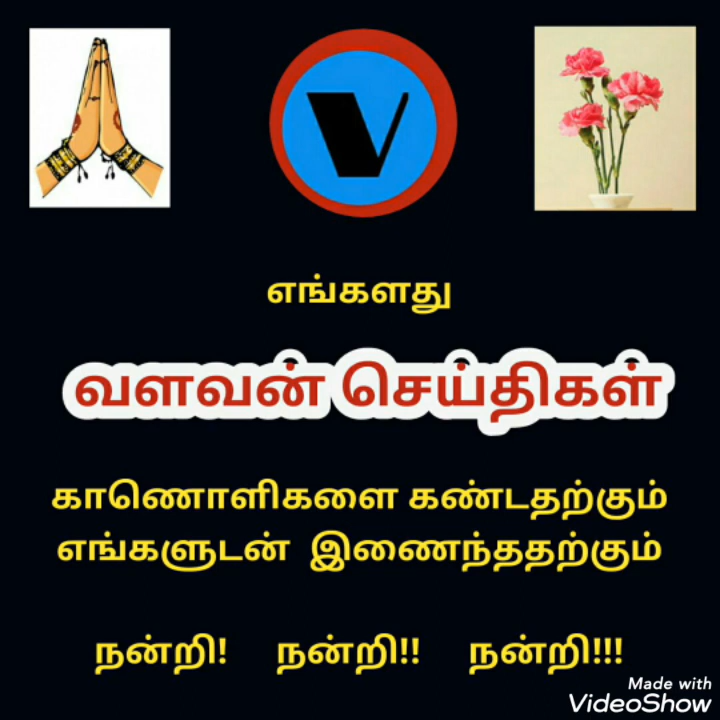 V
எங்களது
வளவன் செய்திகள்
காணொளிகளை கண்டதற்கும்
எங்களுடன் இணைந்ததற்கும்
நன்றி! நன்றி!! நன்றி!!!
Made with
VideoShow